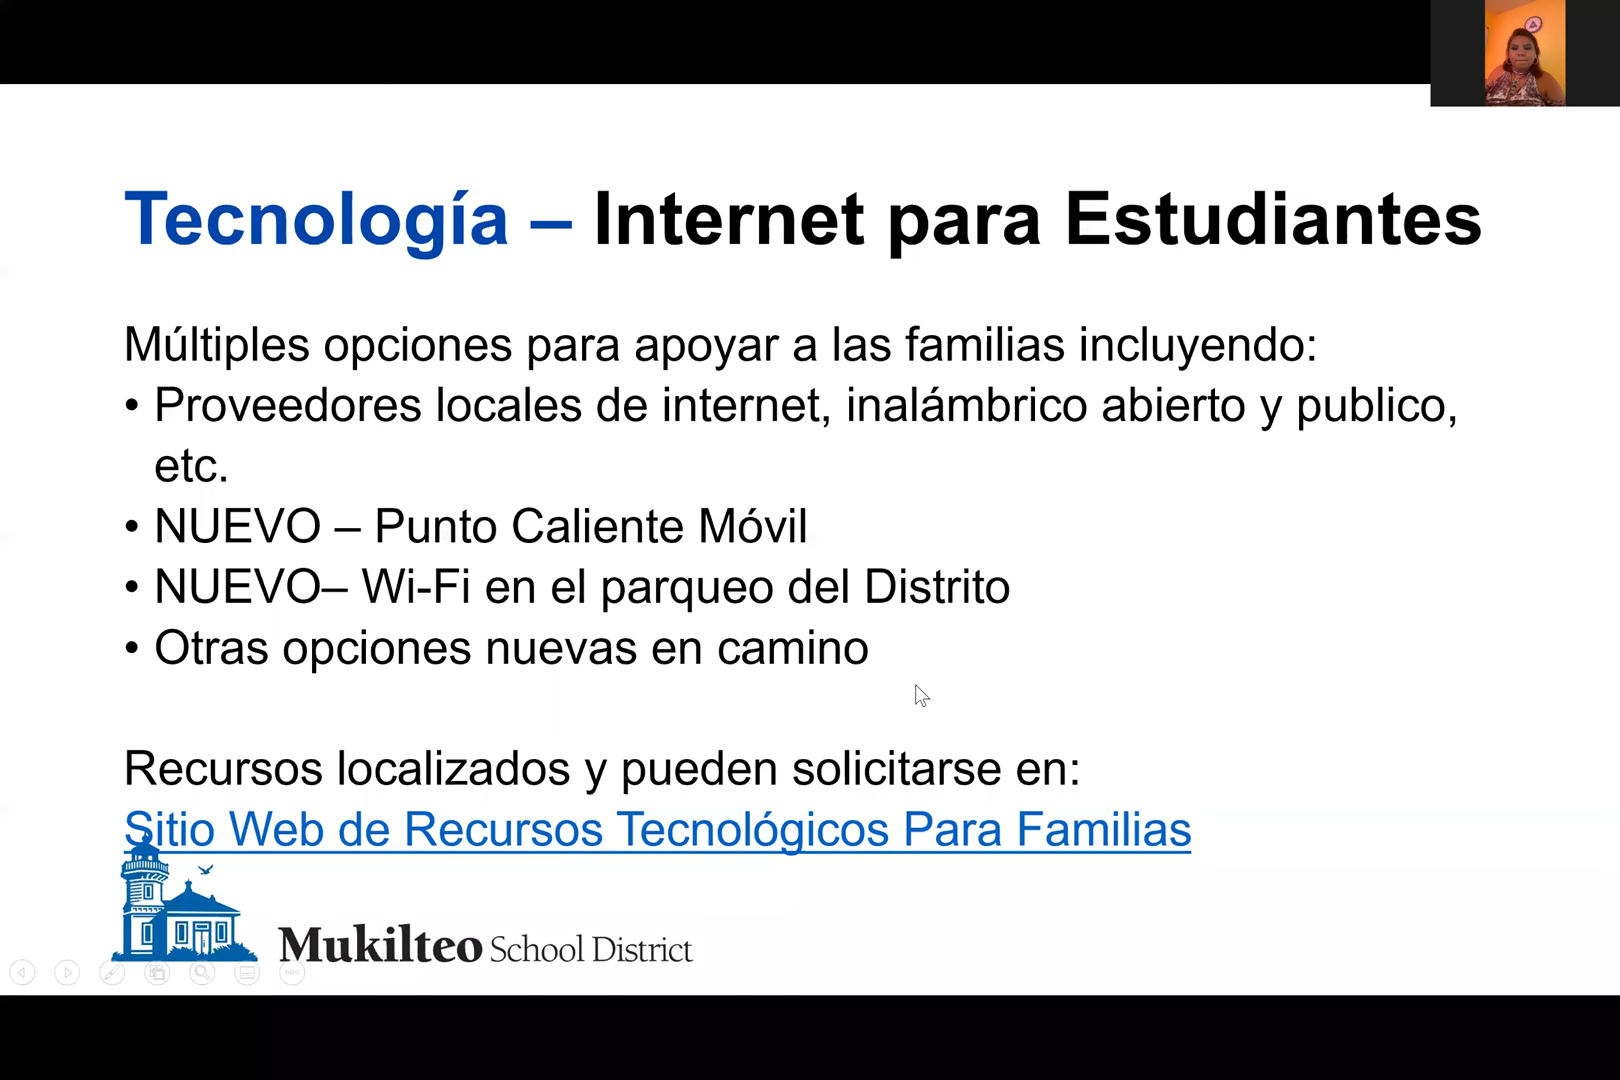 Tecnología – Internet para Estudiantes
Múltiples opciones para apoyar a las familias incluyendo:
• Proveedores locales de internet, inalámbrico abierto y publico,
etc.
• NUEVO – Punto Caliente Móvil
• NUEVO– Wi-Fi en el parqueo del Distrito
• Otras opciones nuevas en camino
Recursos localizados y pueden solicitarse en:
Sitio Web de Recursos Tecnológicos Para Familias
Mukilteo School District